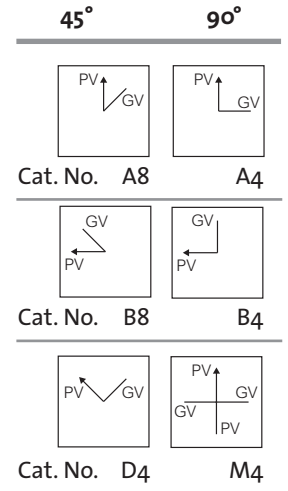 45° 90°
PV GV PV GV
Cat. No. A8 A4
GV PV GV PV
Cat. No. B8 B4
PV GV PV GV GV PV
Cat. No. D4 M4